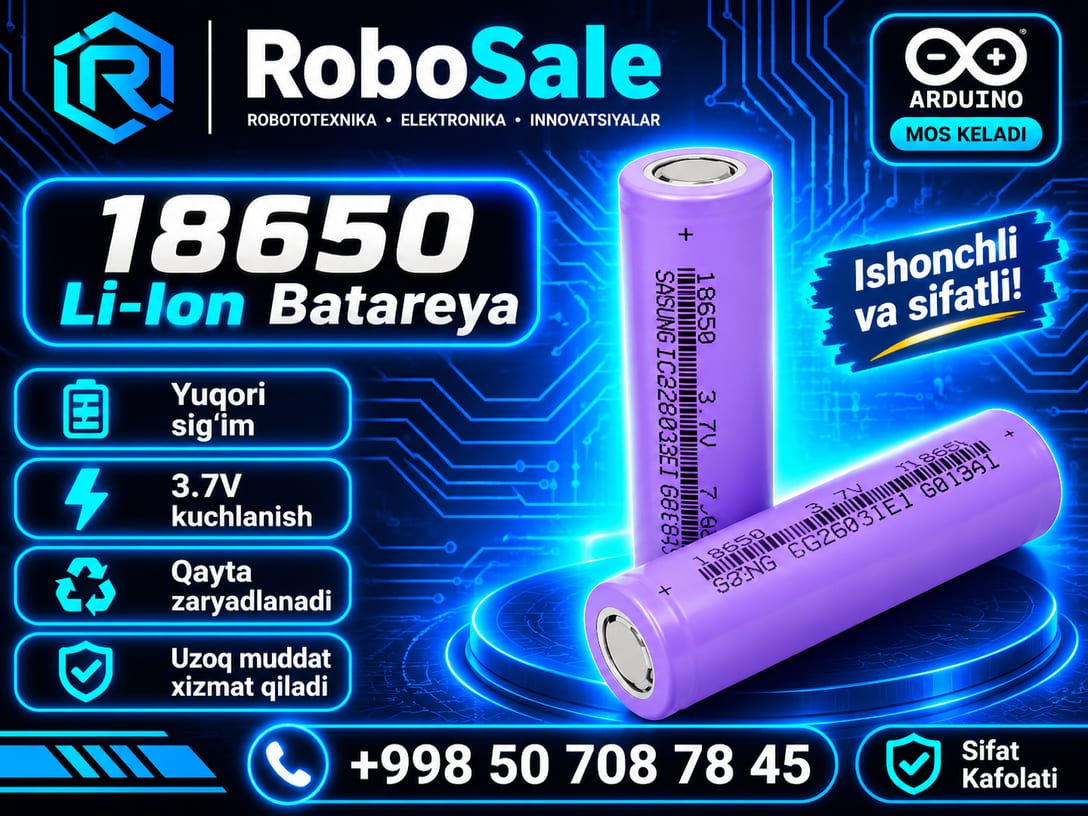 RoboSale
ROBOTOTEXNIKA • ELEKTRONIKA • INNOVATSIYALAR
ARDUINO
MOS KELADI
18650
Li-Ion Batareya
Ishonchli
va sifatli!
Yuqori
sig‘im
3.7V
kuchlanish
Qayta
zaryadlanadi
Uzoq muddat
xizmat qiladi
+
18650 3.7V
+
18650 3.7V
+
+998 50 708 78 45
Sifat
Kafolati